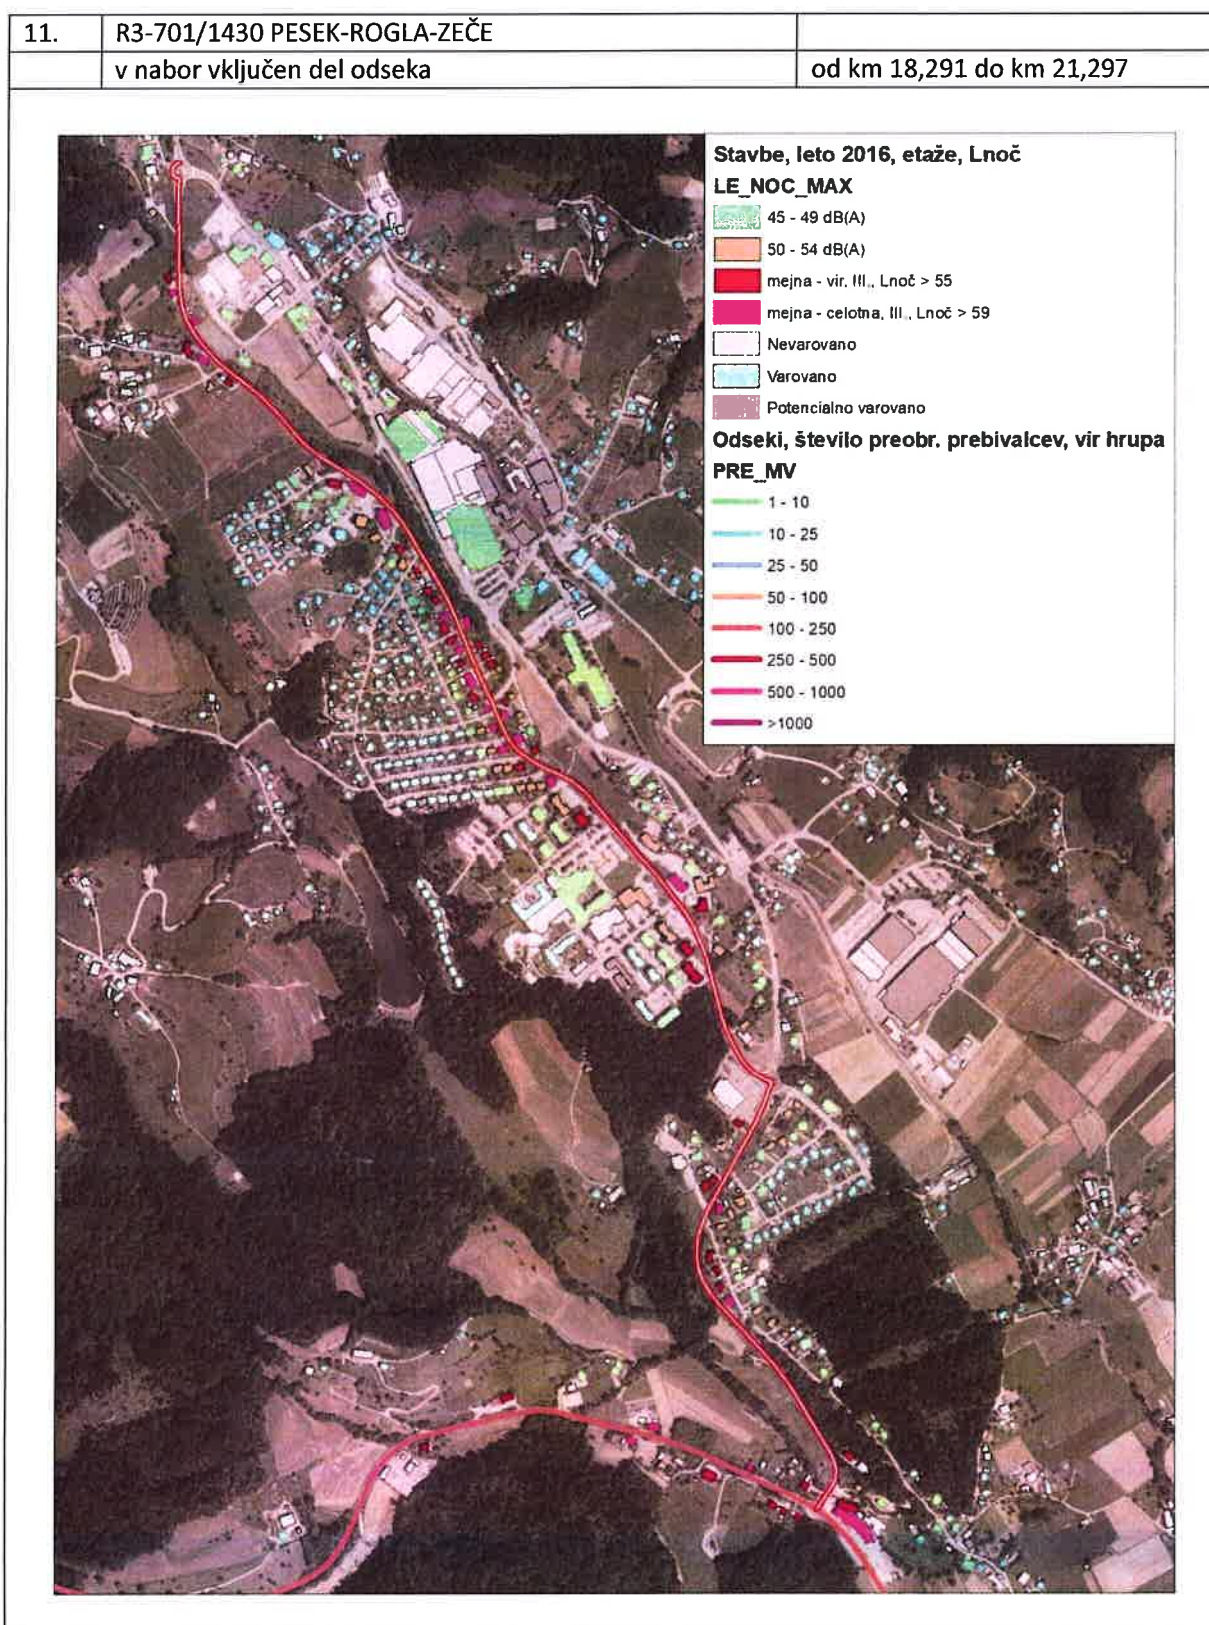 11. R3-701/1430 PESEK-ROGLA-ZEČE
v nabor vključen del odseka od km 18,291 do km 21,297
Stavbe, leto 2016, etaže, Lnoč
LE_NOC_MAX
45 - 49 dB(A)
50 - 54 dB(A)
mejna - vir. III., Lnoč > 55
mejna - celotna, III., Lnoč > 59
Nevarovano
Varovano
Potencialno varovano
Odseki, število preobr. prebivalcev, vir hrupa
PRE_MV
1 - 10
10 - 25
25 - 50
50 - 100
100 - 250
250 - 500
500 - 1000
>1000